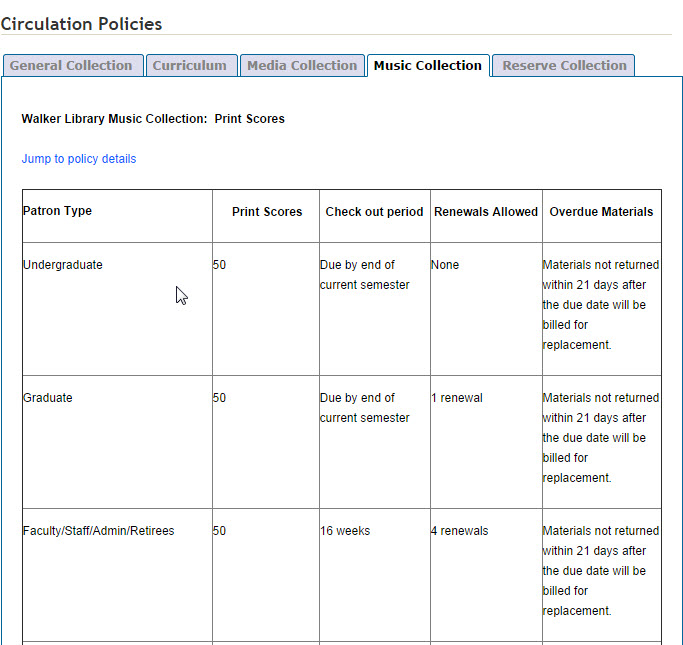 Circulation Policies
General Collection Curriculum Media Collection Music Collection Reserve Collection
Walker Library Music Collection: Print Scores
Jump to policy details
Patron Type Print Scores Check out period Renewals Allowed Overdue Materials
Undergraduate 50 Due by end of None Materials not returned
current semester within 21 days after
the due date will be
billed for
replacement.
Graduate 50 Due by end of 1 renewal Materials not returned
current semester within 21 days after
the due date will be
billed for
replacement.
Faculty/Staff/Admin/Retirees 50 16 weeks 4 renewals Materials not returned
within 21 days after
the due date will be
billed for
replacement.